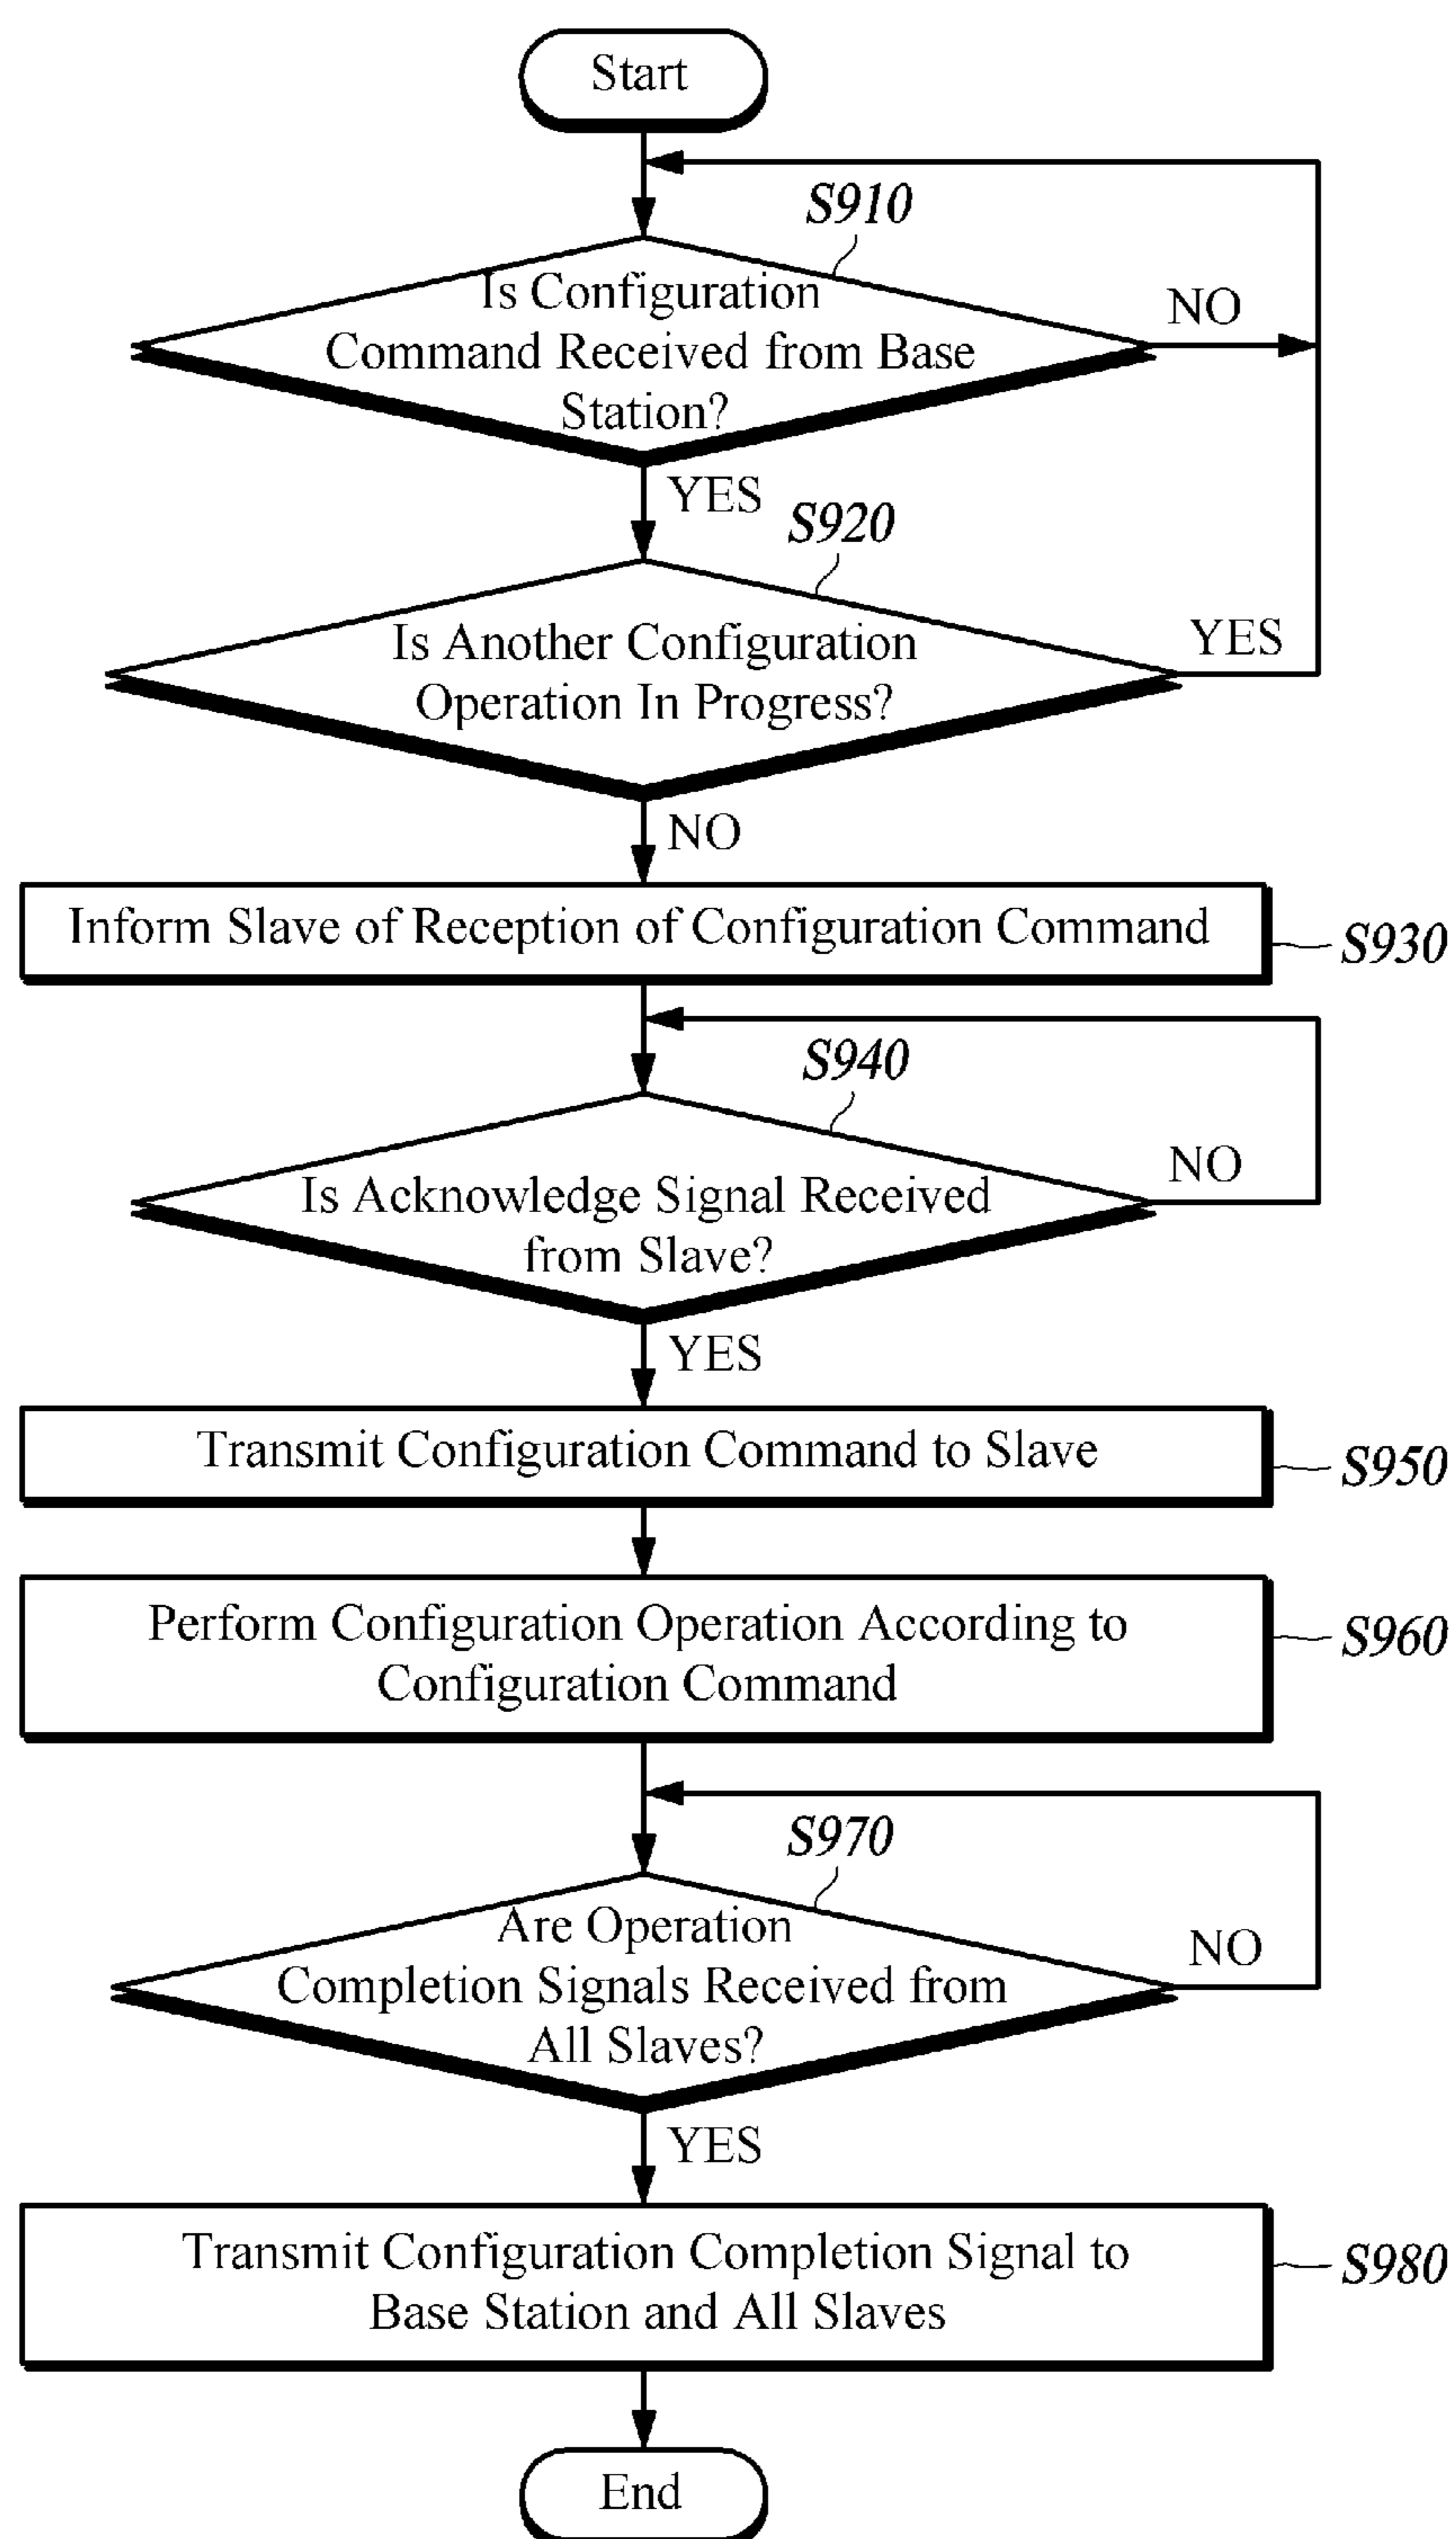 Start
S910
Is Configuration
Command Received from Base
Station?
NO
YES
S920
Is Another Configuration
Operation In Progress?
YES
NO
Inform Slave of Reception of Configuration Command
S930
S940
Is Acknowledge Signal Received
from Slave?
NO
YES
Transmit Configuration Command to Slave
S950
Perform Configuration Operation According to
Configuration Command
S960
S970
Are Operation
Completion Signals Received from
All Slaves?
NO
YES
Transmit Configuration Completion Signal to
Base Station and All Slaves
S980
End